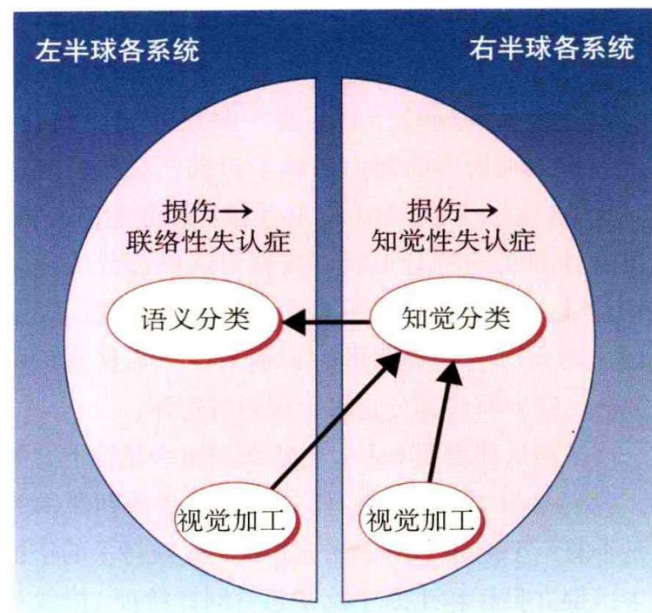 左半球各系统
右半球各系统
损伤→
联络性失认症
损伤→
知觉性失认症
语义分类
知觉分类
视觉加工
视觉加工